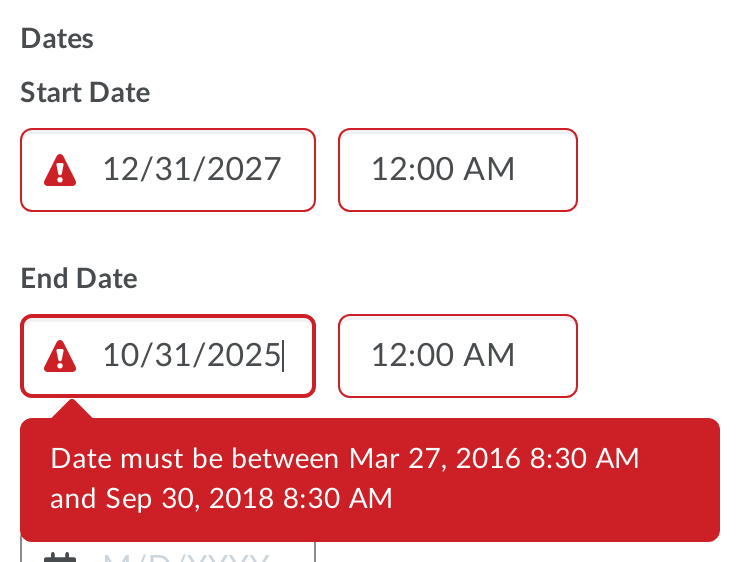 Dates
Start Date
12/31/2027 12:00 AM
End Date
10/31/2025 12:00 AM
Date must be between Mar 27, 2016 8:30 AM
and Sep 30, 2018 8:30 AM
M/D/YYYY